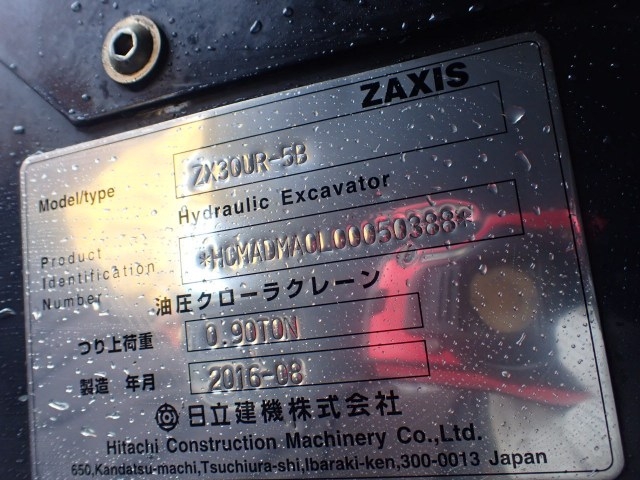 ZAXIS
Model/type ZX30UR-5B
Hydraulic Excavator
Product
Identification *HCMADMA0L00050388*
Number
油圧クローラクレーン
つり上荷重 0.90TON
製造 年月 2016-08
日立建機株式会社
Hitachi Construction Machinery Co.,Ltd.
650,Kandatsu-machi,Tsuchiura-shi,Ibaraki-ken,300-0013 Japan